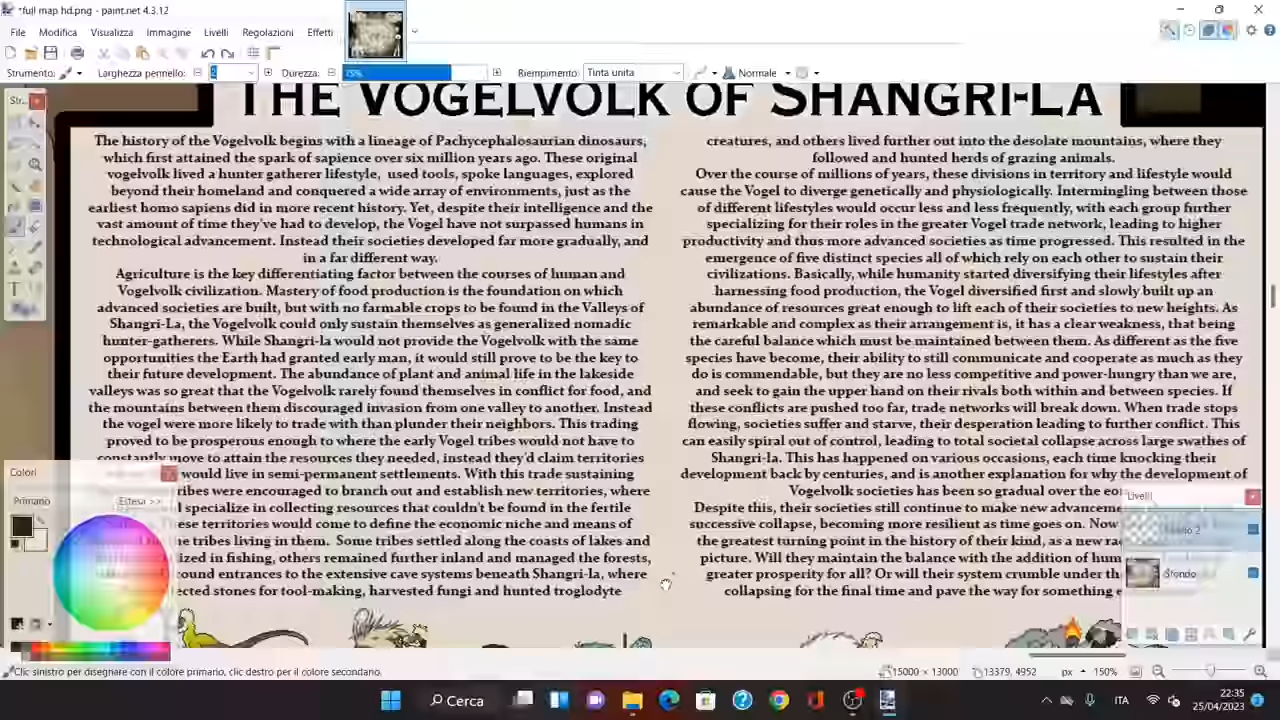 *full map hd.png - paint.net 4.3.12
File Modifica Visualizza Immagine Livelli Regolazioni Effetti
Strumento: Larghezza pennello: 2 Durezza: 75% Riempimento: Tinta unita Normale
Str...
THE VOGELVOLK OF SHANGRI-LA
The history of the Vogelvolk begins with a lineage of Pachycephalosaurian dinosaurs,
which first attained the spark of sapience over six million years ago. These original
vogelvolk lived a hunter gatherer lifestyle, used tools, spoke languages, explored
beyond their homeland and conquered a wide array of environments, just as the
earliest homo sapiens did in more recent history. Yet, despite their intelligence and the
vast amount of time they've had to develop, the Vogel have not surpassed humans in
technological advancement. Instead their societies developed far more gradually, and
in a far different way.
Agriculture is the key differentiating factor between the courses of human and
Vogelvolk civilization. Mastery of food production is the foundation on which
advanced societies are built, but with no farmable crops to be found in the Valleys of
Shangri-La, the Vogelvolk could only sustain themselves as generalized nomadic
hunter-gatherers. While Shangri-la would not provide the Vogelvolk with the same
opportunities the Earth had granted early man, it would still prove to be the key to
their future development. The abundance of plant and animal life in the lakeside
valleys was so great that the Vogelvolk rarely found themselves in conflict for food, and
the mountains between them discouraged invasion from one valley to another. Instead
the vogel were more likely to trade with than plunder their neighbors. This trading
proved to be prosperous enough to where the early Vogel tribes would not have to
constantly move to attain the resources they needed, instead they'd claim territories
would live in semi-permanent settlements. With this trade sustaining
ribes were encouraged to branch out and establish new territories, where
specialize in collecting resources that couldn't be found in the fertile
ese territories would come to define the economic niche and means of
e tribes living in them. Some tribes settled along the coasts of lakes and
ized in fishing, others remained further inland and managed the forests,
ound entrances to the extensive cave systems beneath Shangri-la, where
ected stones for tool-making, harvested fungi and hunted troglodyte
creatures, and others lived further out into the desolate mountains, where they
followed and hunted herds of grazing animals.
Over the course of millions of years, these divisions in territory and lifestyle would
cause the Vogel to diverge genetically and physiologically. Intermingling between those
of different lifestyles would occur less and less frequently, with each group further
specializing for their roles in the greater Vogel trade network, leading to higher
productivity and thus more advanced societies as time progressed. This resulted in the
emergence of five distinct species all of which rely on each other to sustain their
civilizations. Basically, while humanity started diversifying their lifestyles after
harnessing food production, the Vogel diversified first and slowly built up an
abundance of resources great enough to lift each of their societies to new heights. As
remarkable and complex as their arrangement is, it has a clear weakness, that being
the careful balance which must be maintained between them. As different as the five
species have become, their ability to still communicate and cooperate as much as they
do is commendable, but they are no less competitive and power-hungry than we are,
and seek to gain the upper hand on their rivals both within and between species. If
these conflicts are pushed too far, trade networks will break down. When trade stops
flowing, societies suffer and starve, their desperation leading to further conflict. This
can easily spiral out of control, leading to total societal collapse across large swathes of
Shangri-la. This has happened on various occasions, each time knocking their
development back by centuries, and is another explanation for why the development of
Vogelvolk societies has been so gradual over the
Despite this, their societies still continue to make new advanceme
successive collapse, becoming more resilient as time goes on. Now
the greatest turning point in the history of their kind, as a new ra
picture. Will they maintain the balance with the addition of hum
greater prosperity for all? Or will their system crumble under th
collapsing for the final time and pave the way for something
Colori
Primario
Estesa >>
Livelli
Sfondo
Clic sinistro per disegnare con il colore primario, clic destro per il colore secondario.
15000 × 13000 13379, 4952 px 150%
Cerca
ITA
22:35
25/04/2023